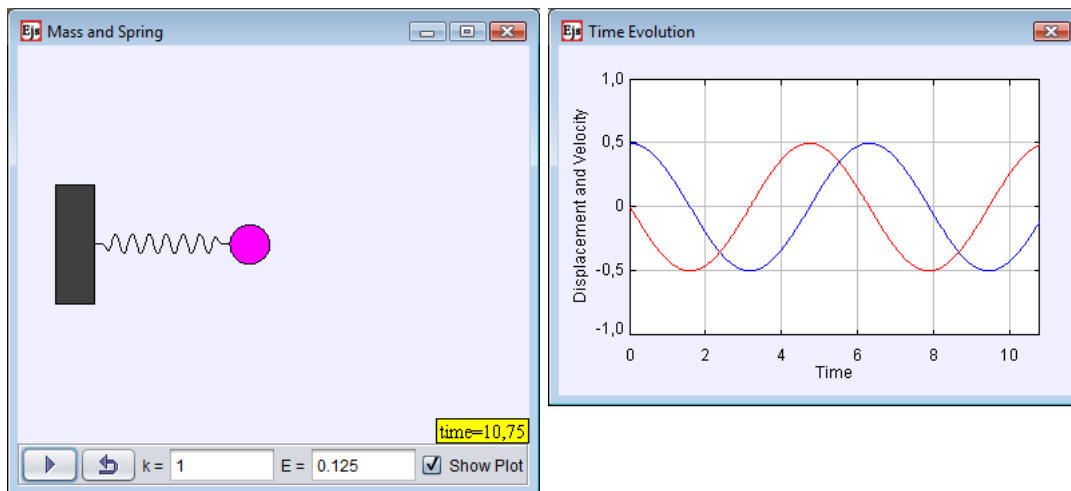 Ejs Mass and Spring
time=10,75
k = 1 E = 0.125 Show Plot
Ejs Time Evolution
1,0
0,5
0
-0,5
-1,0
Displacement and Velocity
0 2 4 6 8 10
Time